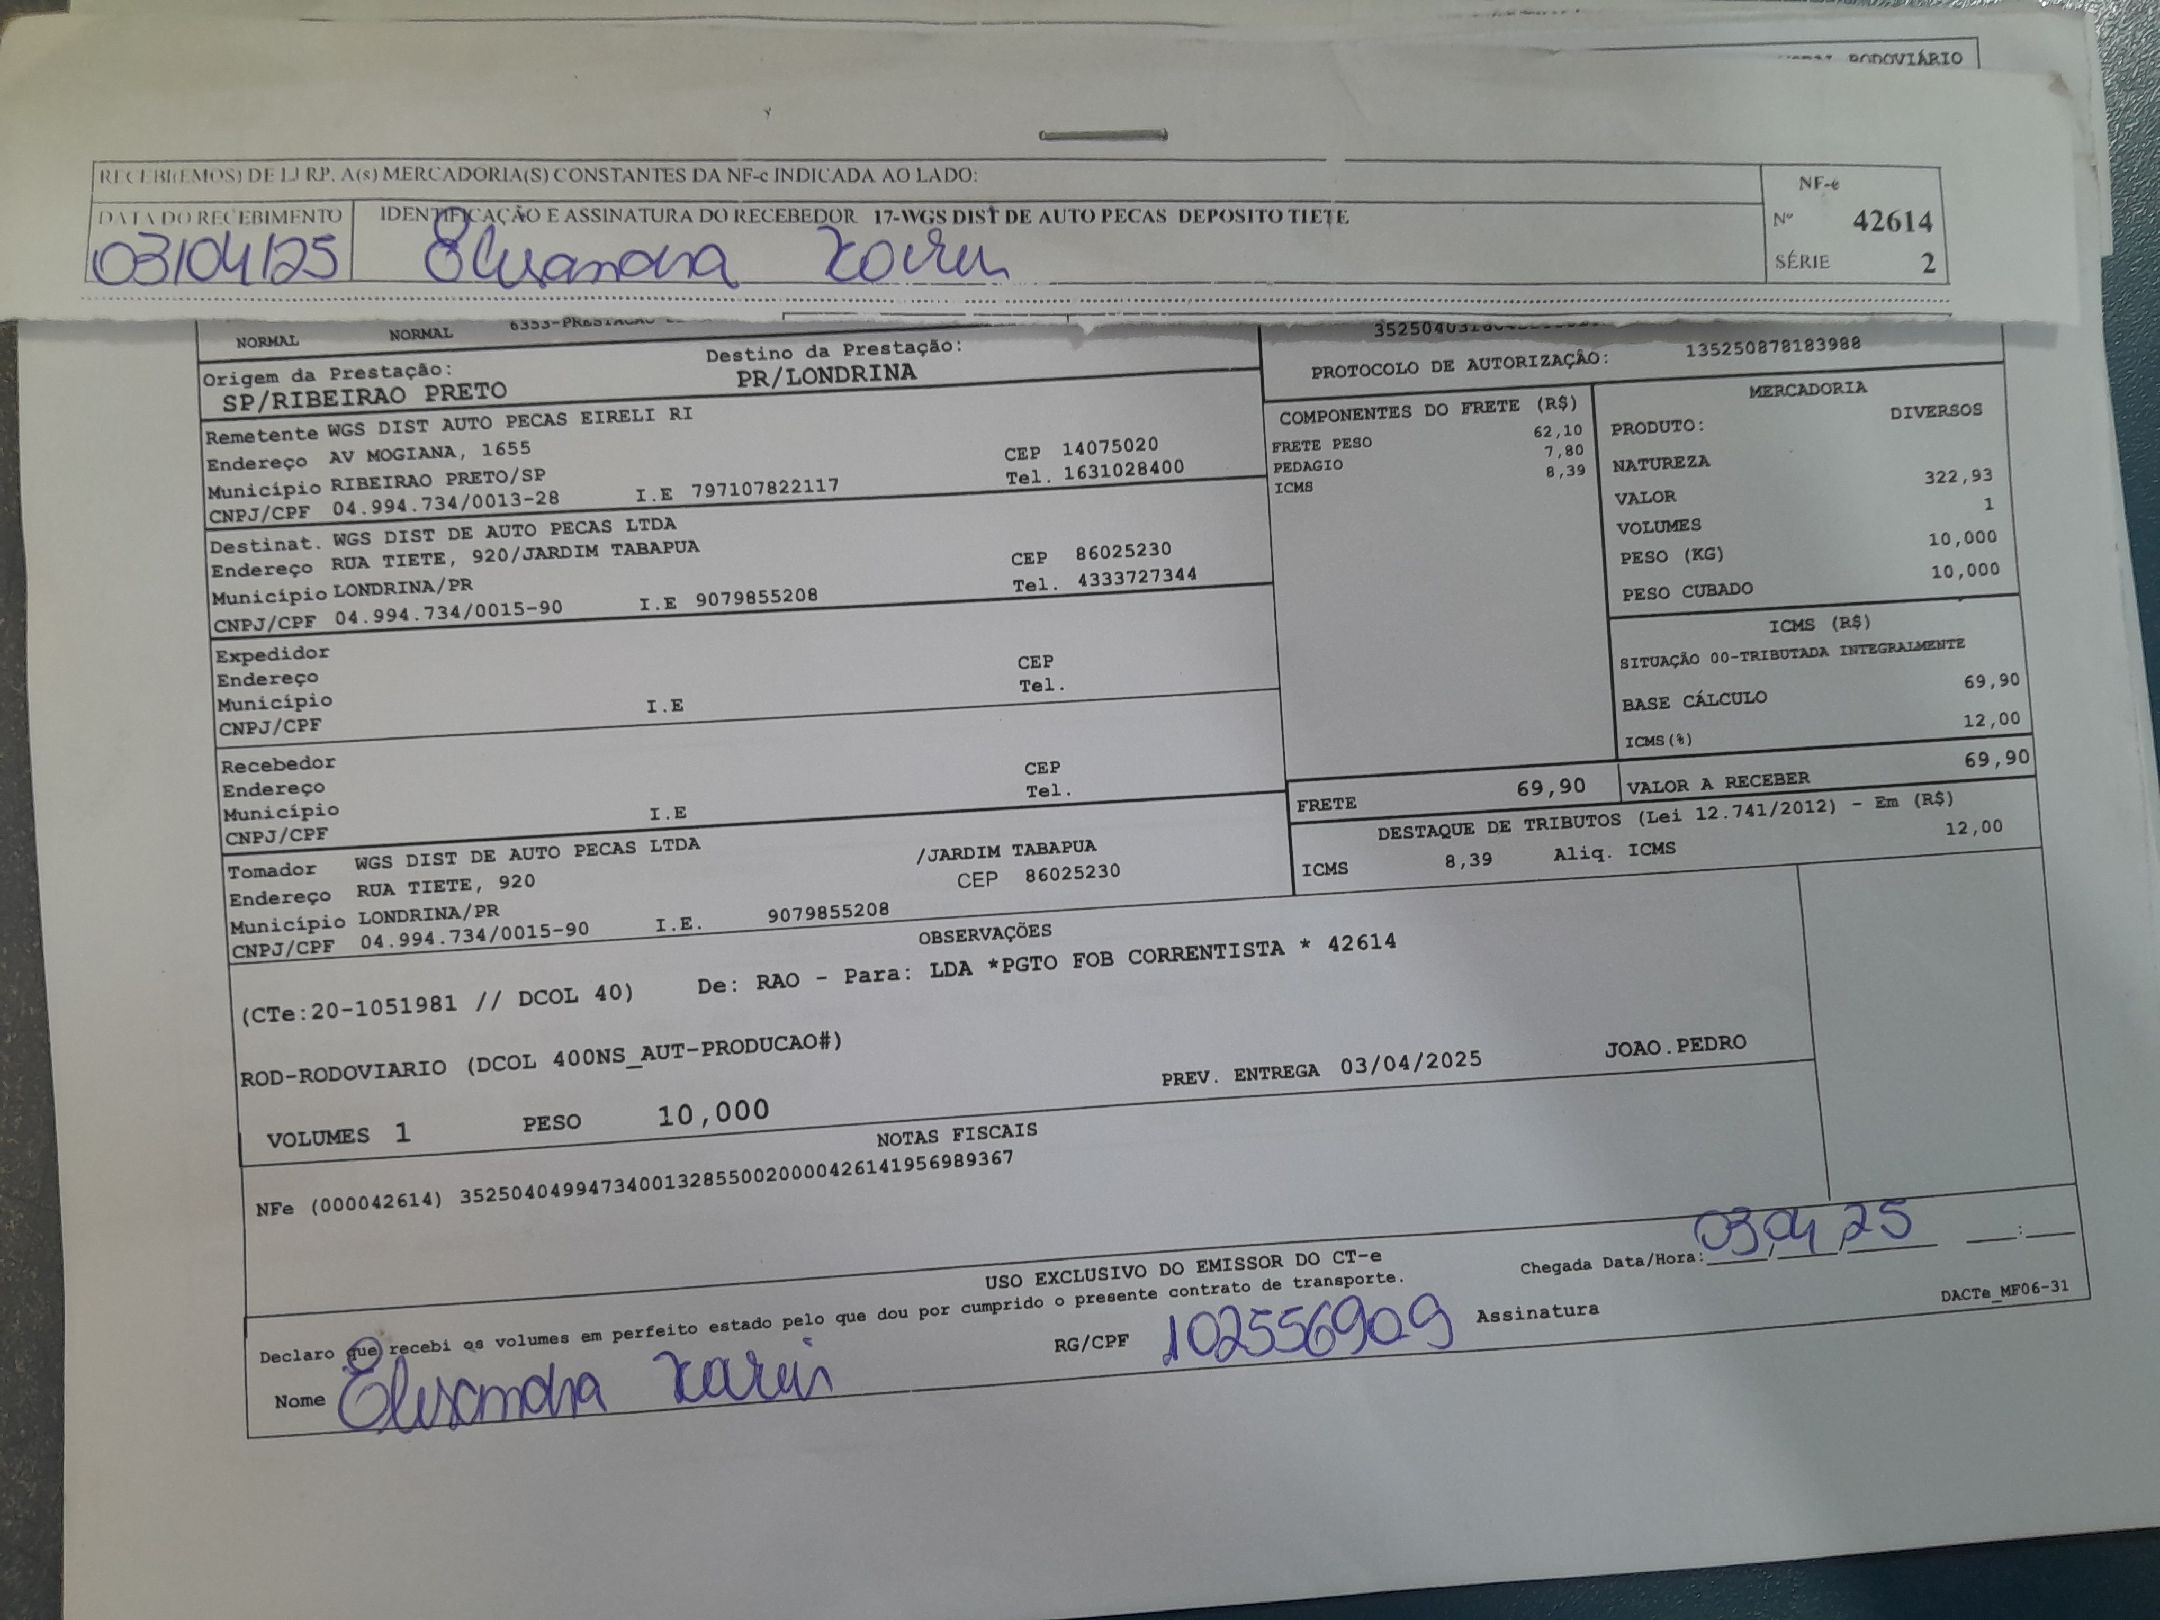 RODOVIÁRIO
RECEBI(EMOS) DE LJ RP, A(s) MERCADORIA(S) CONSTANTES DA NF-e INDICADA AO LADO:
NF-e
DATA DO RECEBIMENTO IDENTIFICAÇÃO E ASSINATURA DO RECEBEDOR 17-WGS DIST DE AUTO PECAS DEPOSITO TIETE
Nº 42614
03/04/25
SÉRIE 2
NORMAL NORMAL
PROTOCOLO DE AUTORIZAÇÃO: 135250878183988
Origem da Prestação: Destino da Prestação:
SP/RIBEIRAO PRETO PR/LONDRINA
Remetente WGS DIST AUTO PECAS EIRELI RI
Endereço AV MOGIANA, 1655 CEP 14075020
Município RIBEIRAO PRETO/SP Tel. 1631028400
CNPJ/CPF 04.994.734/0013-28 I.E 797107822117
Destinat. WGS DIST DE AUTO PECAS LTDA
Endereço RUA TIETE, 920/JARDIM TABAPUA CEP 86025230
Município LONDRINA/PR Tel. 4333727344
CNPJ/CPF 04.994.734/0015-90 I.E 9079855208
Expedidor
Endereço CEP
Município Tel.
CNPJ/CPF I.E
Recebedor
Endereço CEP
Município Tel.
CNPJ/CPF I.E
Tomador WGS DIST DE AUTO PECAS LTDA
Endereço RUA TIETE, 920 /JARDIM TABAPUA
Município LONDRINA/PR CEP 86025230
CNPJ/CPF 04.994.734/0015-90 I.E. 9079855208
COMPONENTES DO FRETE (R$)
FRETE PESO 62,10
PEDAGIO 7,80
ICMS 8,39
MERCADORIA
PRODUTO: DIVERSOS
NATUREZA
VALOR 322,93
VOLUMES 1
PESO (KG) 10,000
PESO CUBADO 10,000
ICMS (R$)
SITUAÇÃO 00-TRIBUTADA INTEGRALMENTE
BASE CÁLCULO 69,90
ICMS(%) 12,00
FRETE 69,90 VALOR A RECEBER 69,90
DESTAQUE DE TRIBUTOS (Lei 12.741/2012) - Em (R$)
ICMS 8,39 Aliq. ICMS 12,00
OBSERVAÇÕES
(CTe:20-1051981 // DCOL 40) De: RAO - Para: LDA *PGTO FOB CORRENTISTA * 42614
ROD-RODOVIARIO (DCOL 400NS_AUT-PRODUCAO#)
PREV. ENTREGA 03/04/2025 JOAO.PEDRO
VOLUMES 1 PESO 10,000
NOTAS FISCAIS
NFe (000042614) 35250404994734001328550020000426141956989367
USO EXCLUSIVO DO EMISSOR DO CT-e
Chegada Data/Hora: 03/04/25 __:__
Declaro que recebi os volumes em perfeito estado pelo que dou por cumprido o presente contrato de transporte.
DACTe_MF06-31
Nome RG/CPF 102556909 Assinatura